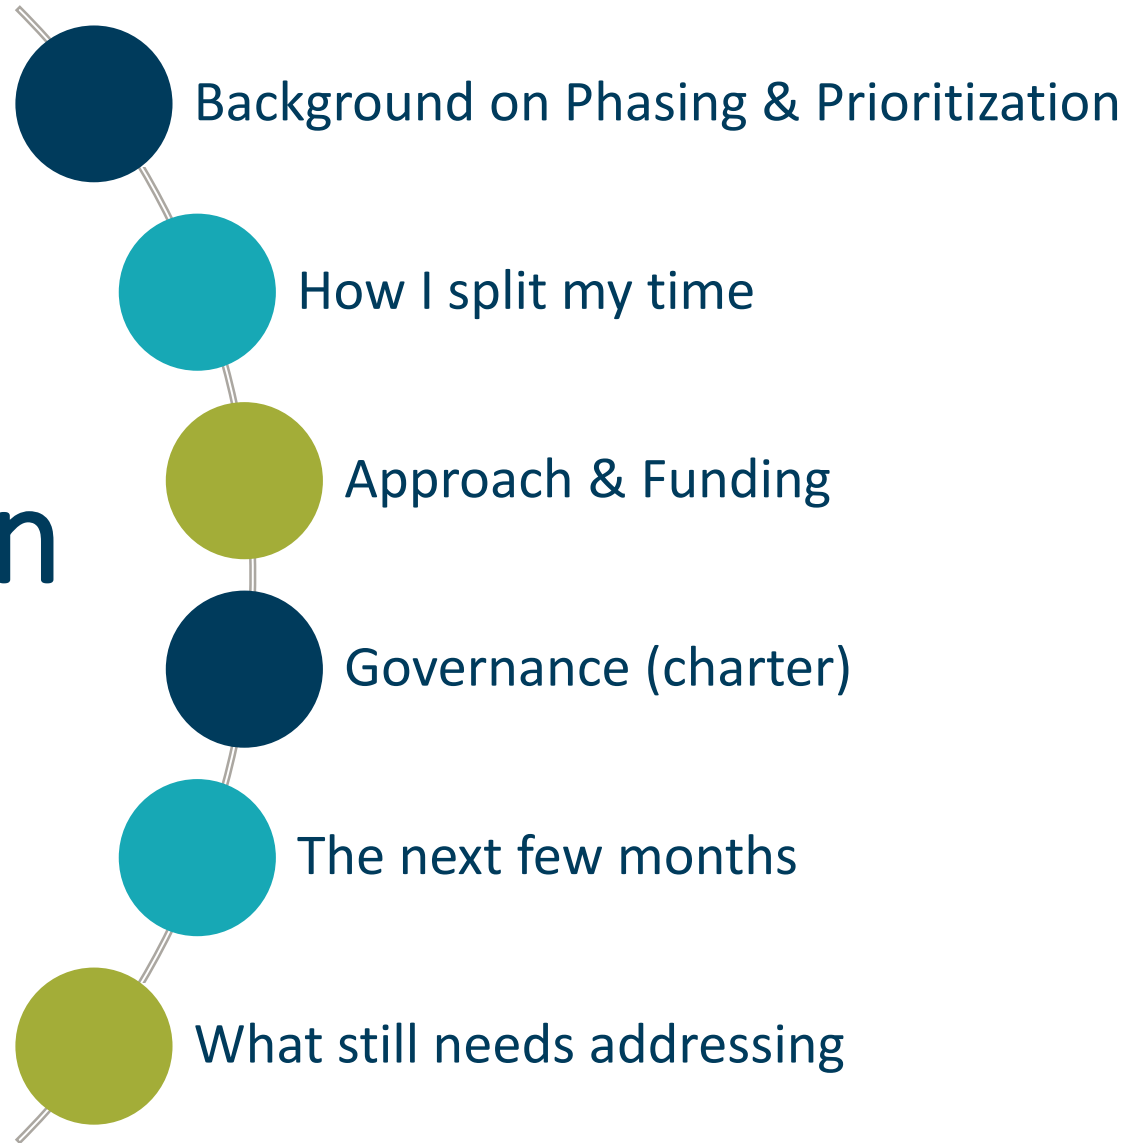 Background on Phasing & Prioritization
How I split my time
Approach & Funding
n
Governance (charter)
The next few months
What still needs addressing